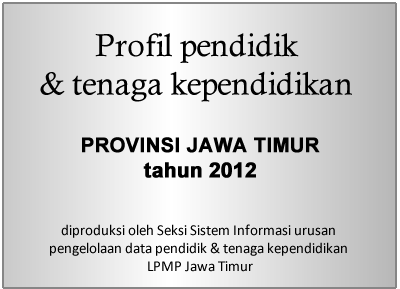 Profil pendidik
& tenaga kependidikan
PROVINSI JAWA TIMUR
tahun 2012
diproduksi oleh Seksi Sistem Informasi urusan
pengelolaan data pendidik & tenaga kependidikan
LPMP Jawa Timur